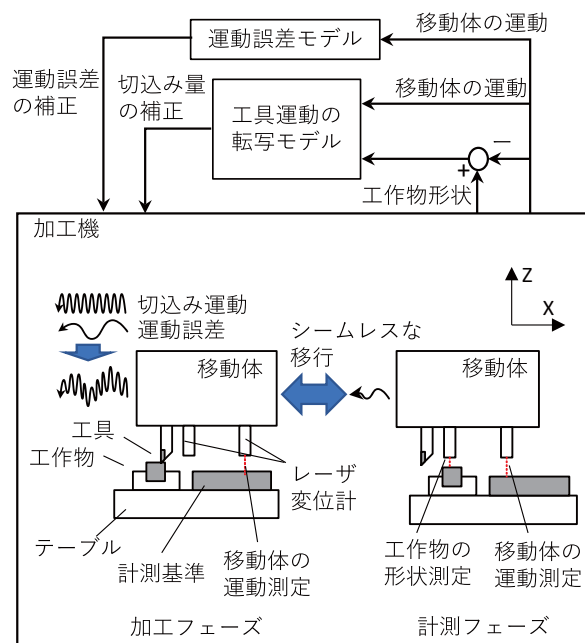 運動誤差モデル
移動体の運動
運動誤差
の補正
切込み量
の補正
工具運動の
転写モデル
移動体の運動
−
+
工作物形状
加工機
切込み運動
運動誤差
シームレスな
移行
Z
X
移動体
移動体
工具
工作物
レーザ
変位計
テーブル
計測基準
移動体の
運動測定
工作物の
形状測定
移動体の
運動測定
加工フェーズ
計測フェーズ